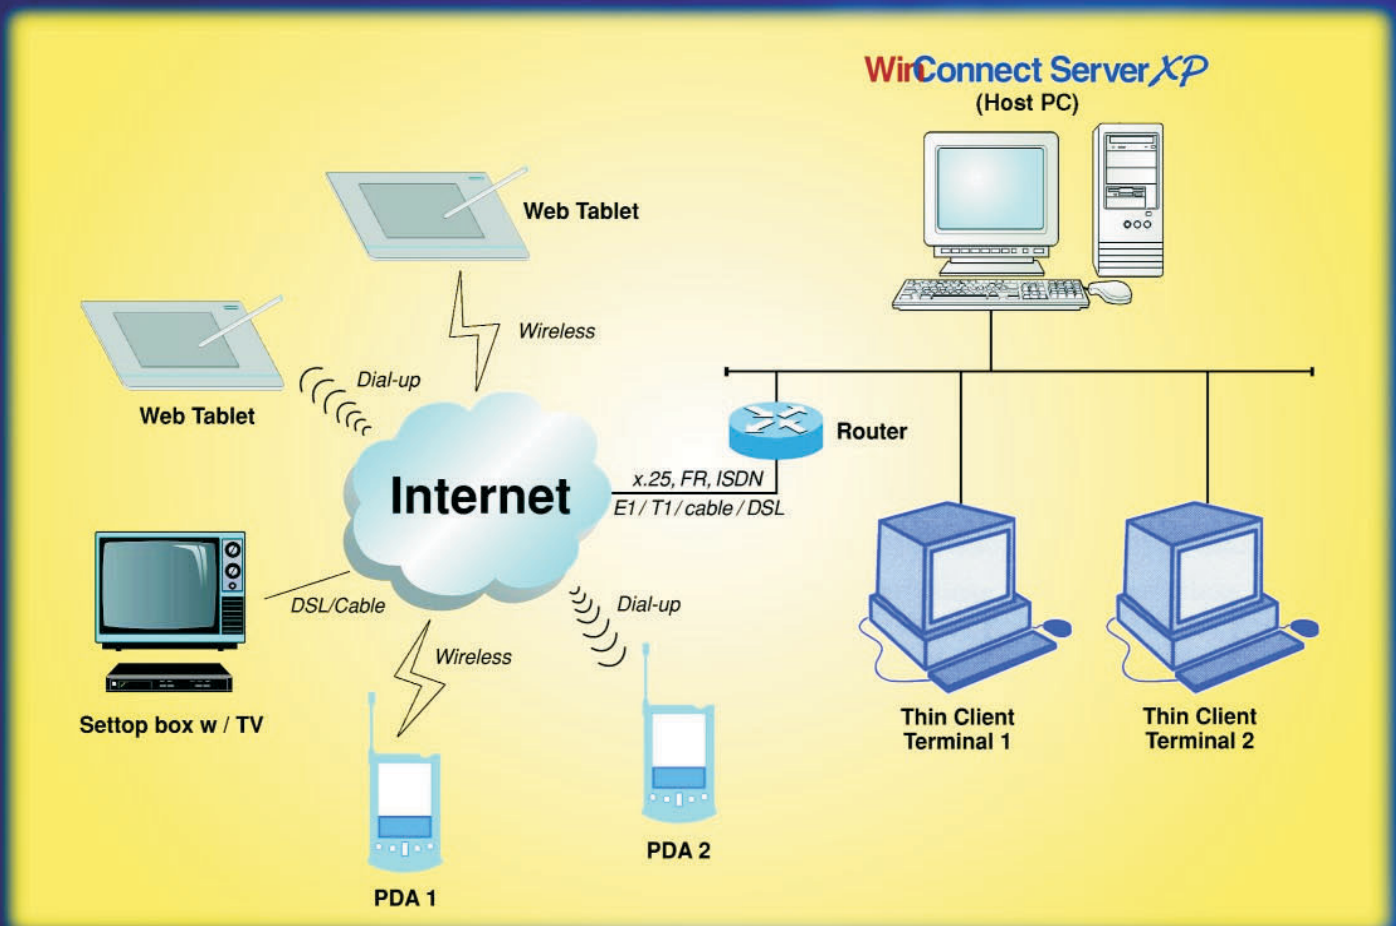 WinConnect Server XP
(Host PC)
Web Tablet
Wireless
Dial-up
Web Tablet
Router
Internet
x.25, FR, ISDN
E1 / T1 / cable / DSL
DSL/Cable
Dial-up
Wireless
Settop box w / TV
Thin Client
Terminal 1
Thin Client
Terminal 2
PDA 2
PDA 1